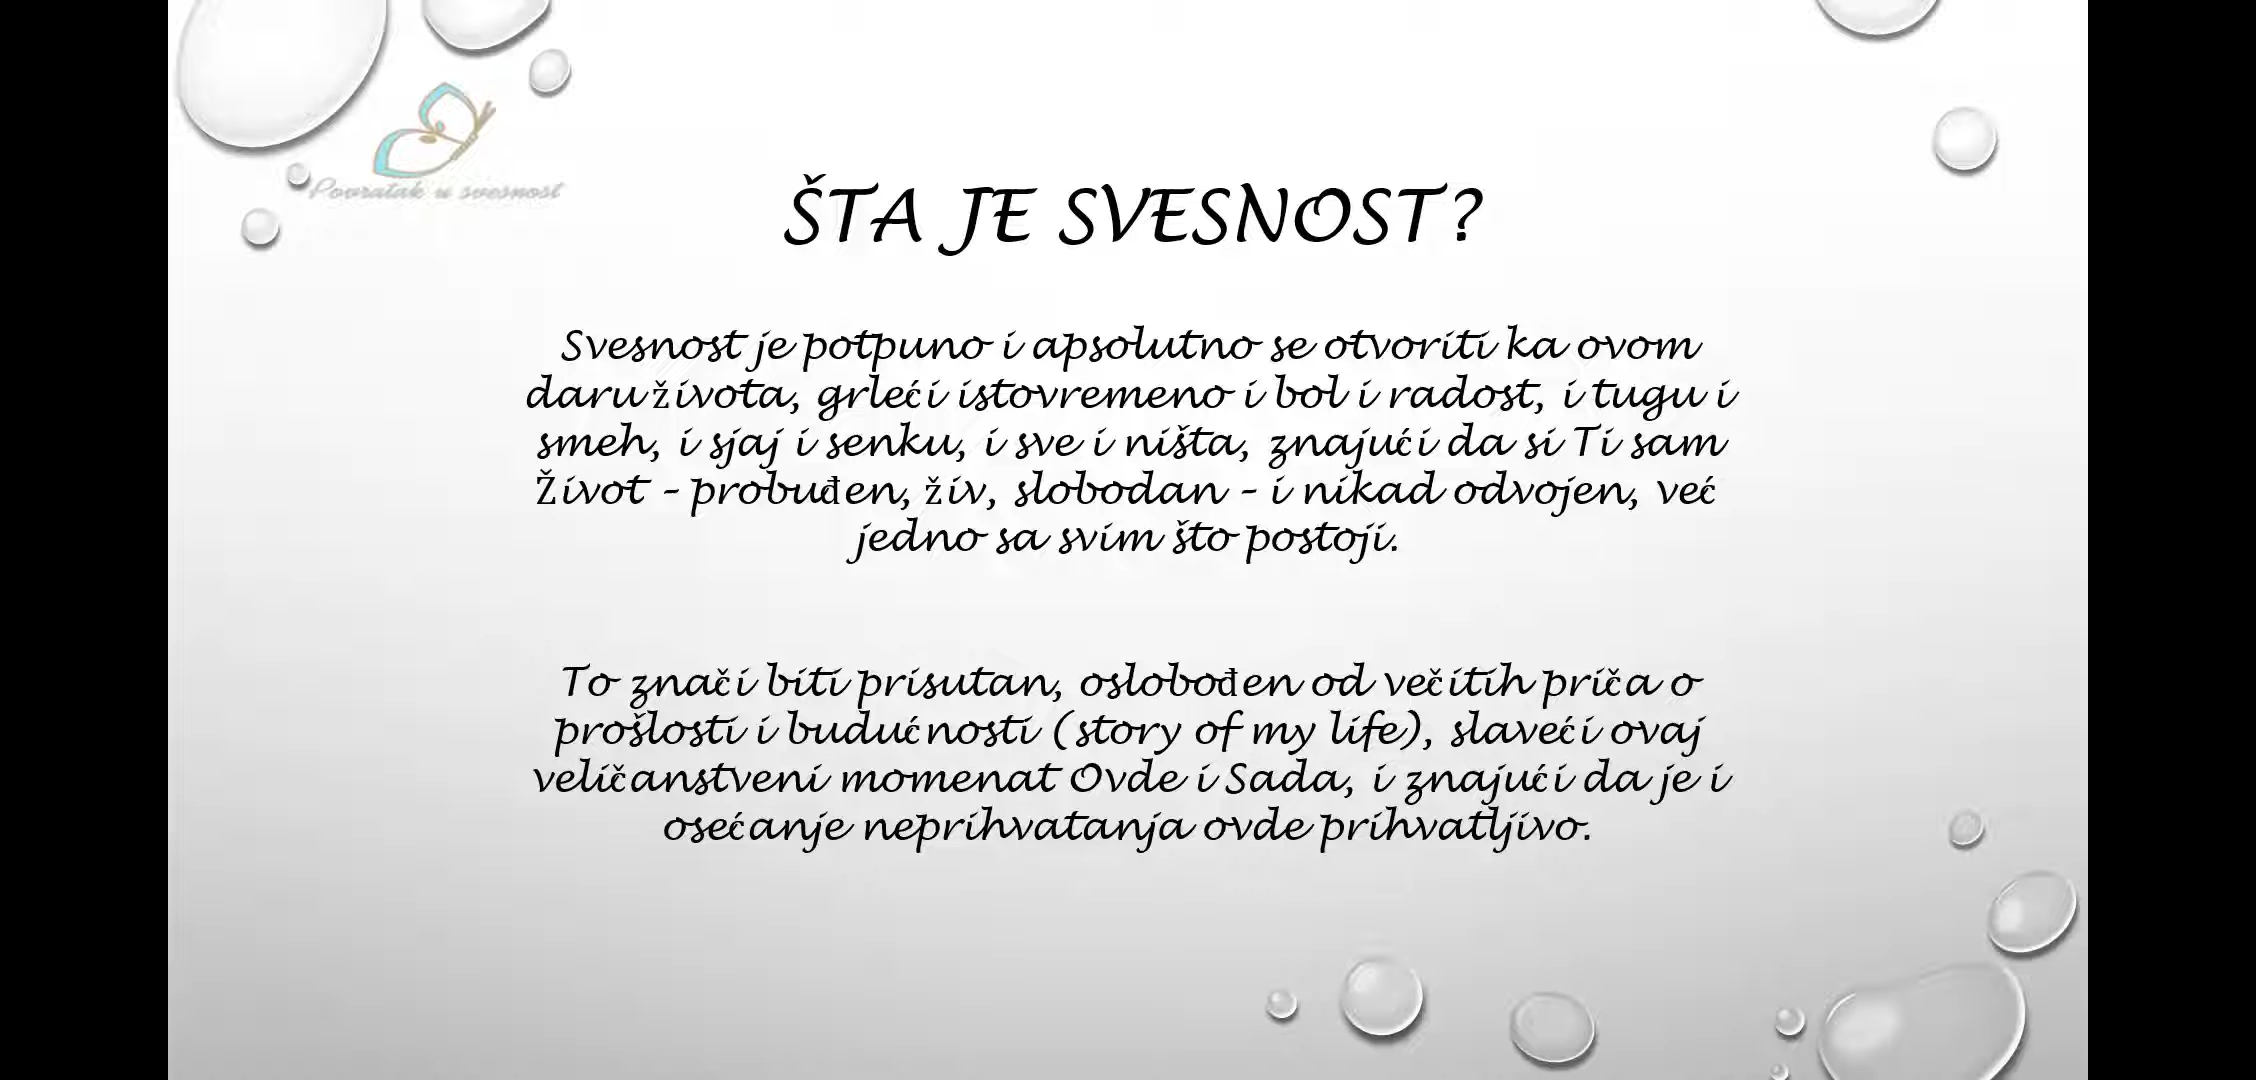 Povratak u svesnost
ŠTA JE SVESNOST?
Svesnost je potpuno i apsolutno se otvoriti ka ovom
daru života, grleći istovremeno i bol i radost, i tugu i
smeh, i sjaj i senku, i sve i ništa, znajući da si Ti sam
Život – probuđen, živ, slobodan – i nikad odvojen, već
jedno sa svim što postoji.
To znači biti prisutan, oslobođen od večitih priča o
prošlosti i budućnosti (story of my life), slaveći ovaj
veličanstveni momenat Ovde i Sada, i znajući da je i
osećanje neprihvatanja ovde prihvatljivo.